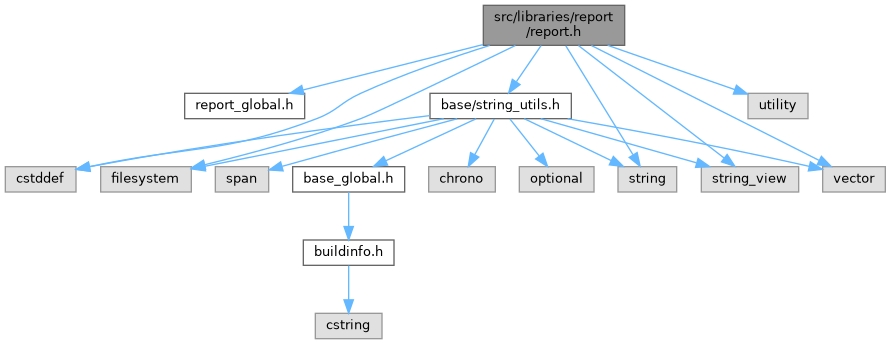 src/libraries/report
/report.h
report_global.h
base/string_utils.h
utility
cstddef
filesystem
span
base_global.h
chrono
optional
string
string_view
vector
buildinfo.h
cstring